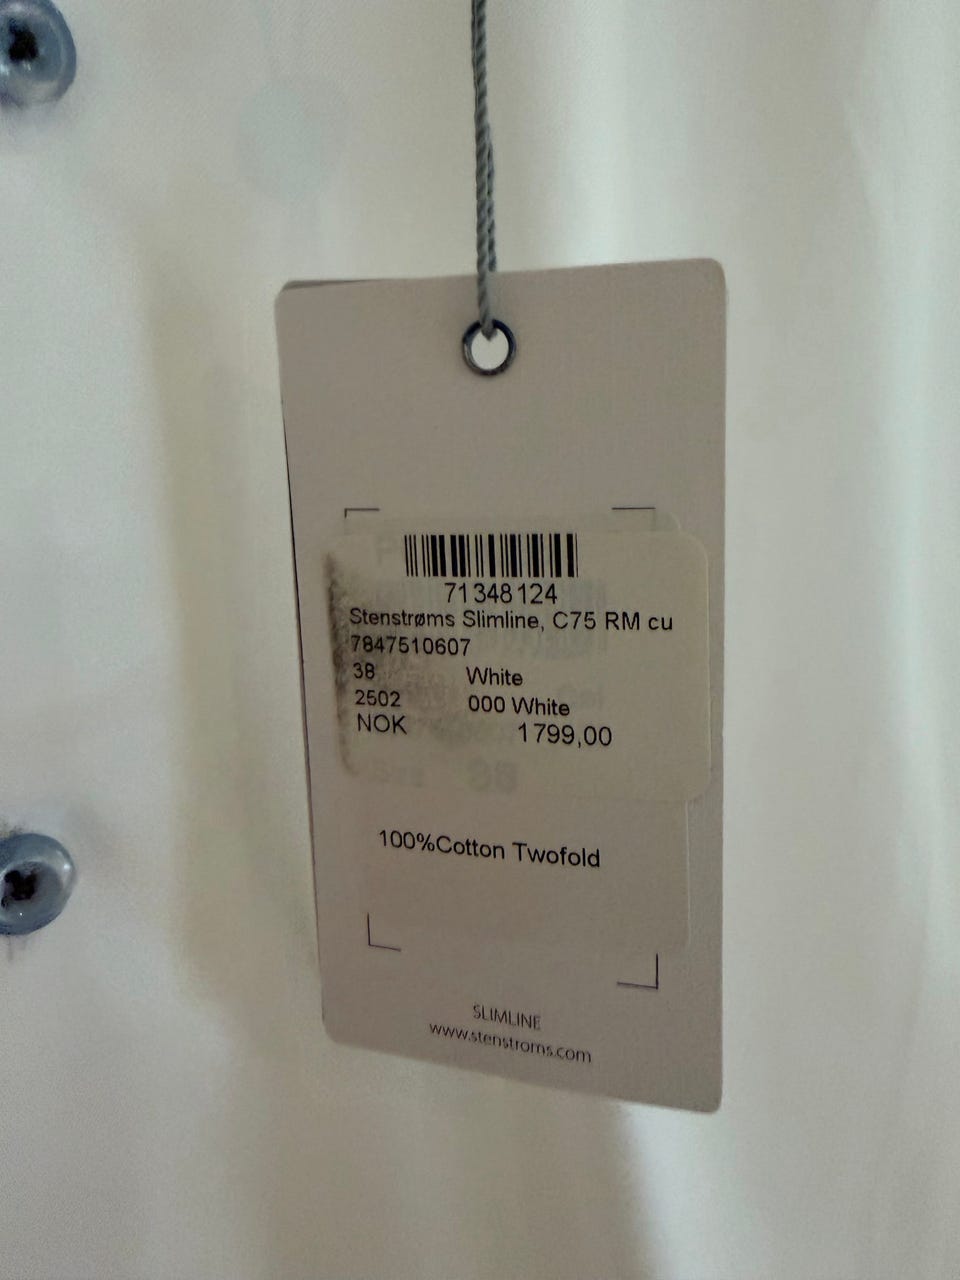 71348124
Stenstrøms Slimline, C75 RM cu
7847510607
38 White
2502 000 White
NOK 1799,00
100%Cotton Twofold
SLIMLINE
www.stenstroms.com